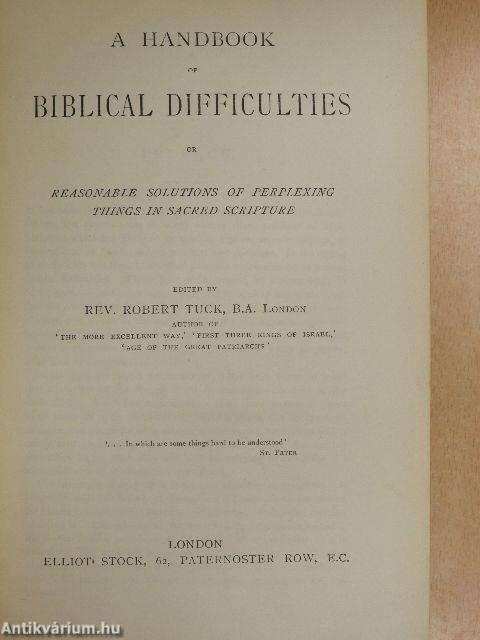 A HANDBOOK
OF
BIBLICAL DIFFICULTIES
OR
REASONABLE SOLUTIONS OF PERPLEXING
THINGS IN SACRED SCRIPTURE
EDITED BY
REV. ROBERT TUCK, B.A. LONDON
AUTHOR OF
'THE MORE EXCELLENT WAY,' 'FIRST THREE KINGS OF ISRAEL,'
'AGE OF THE GREAT PATRIARCHS'
'. . . In which are some things hard to be understood'
ST. PETER
LONDON
ELLIOT STOCK, 62, PATERNOSTER ROW, E.C.
Antikvárium.hu